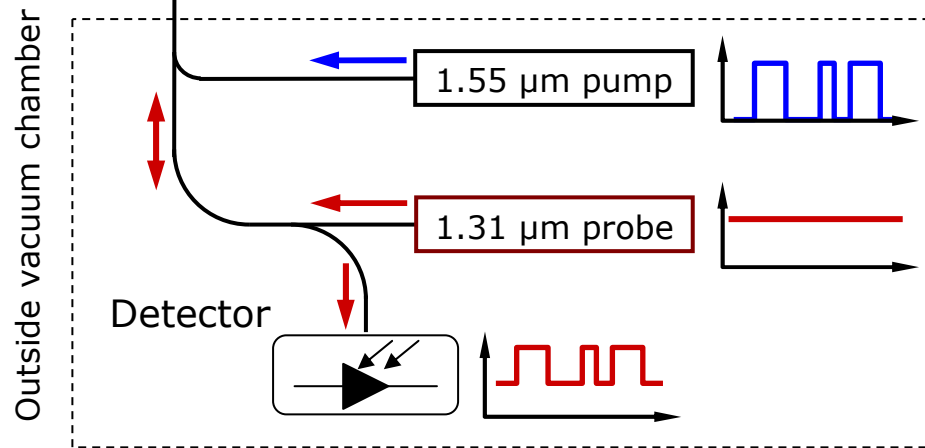 Outside vacuum chamber
1.55 µm pump
1.31 µm probe
Detector